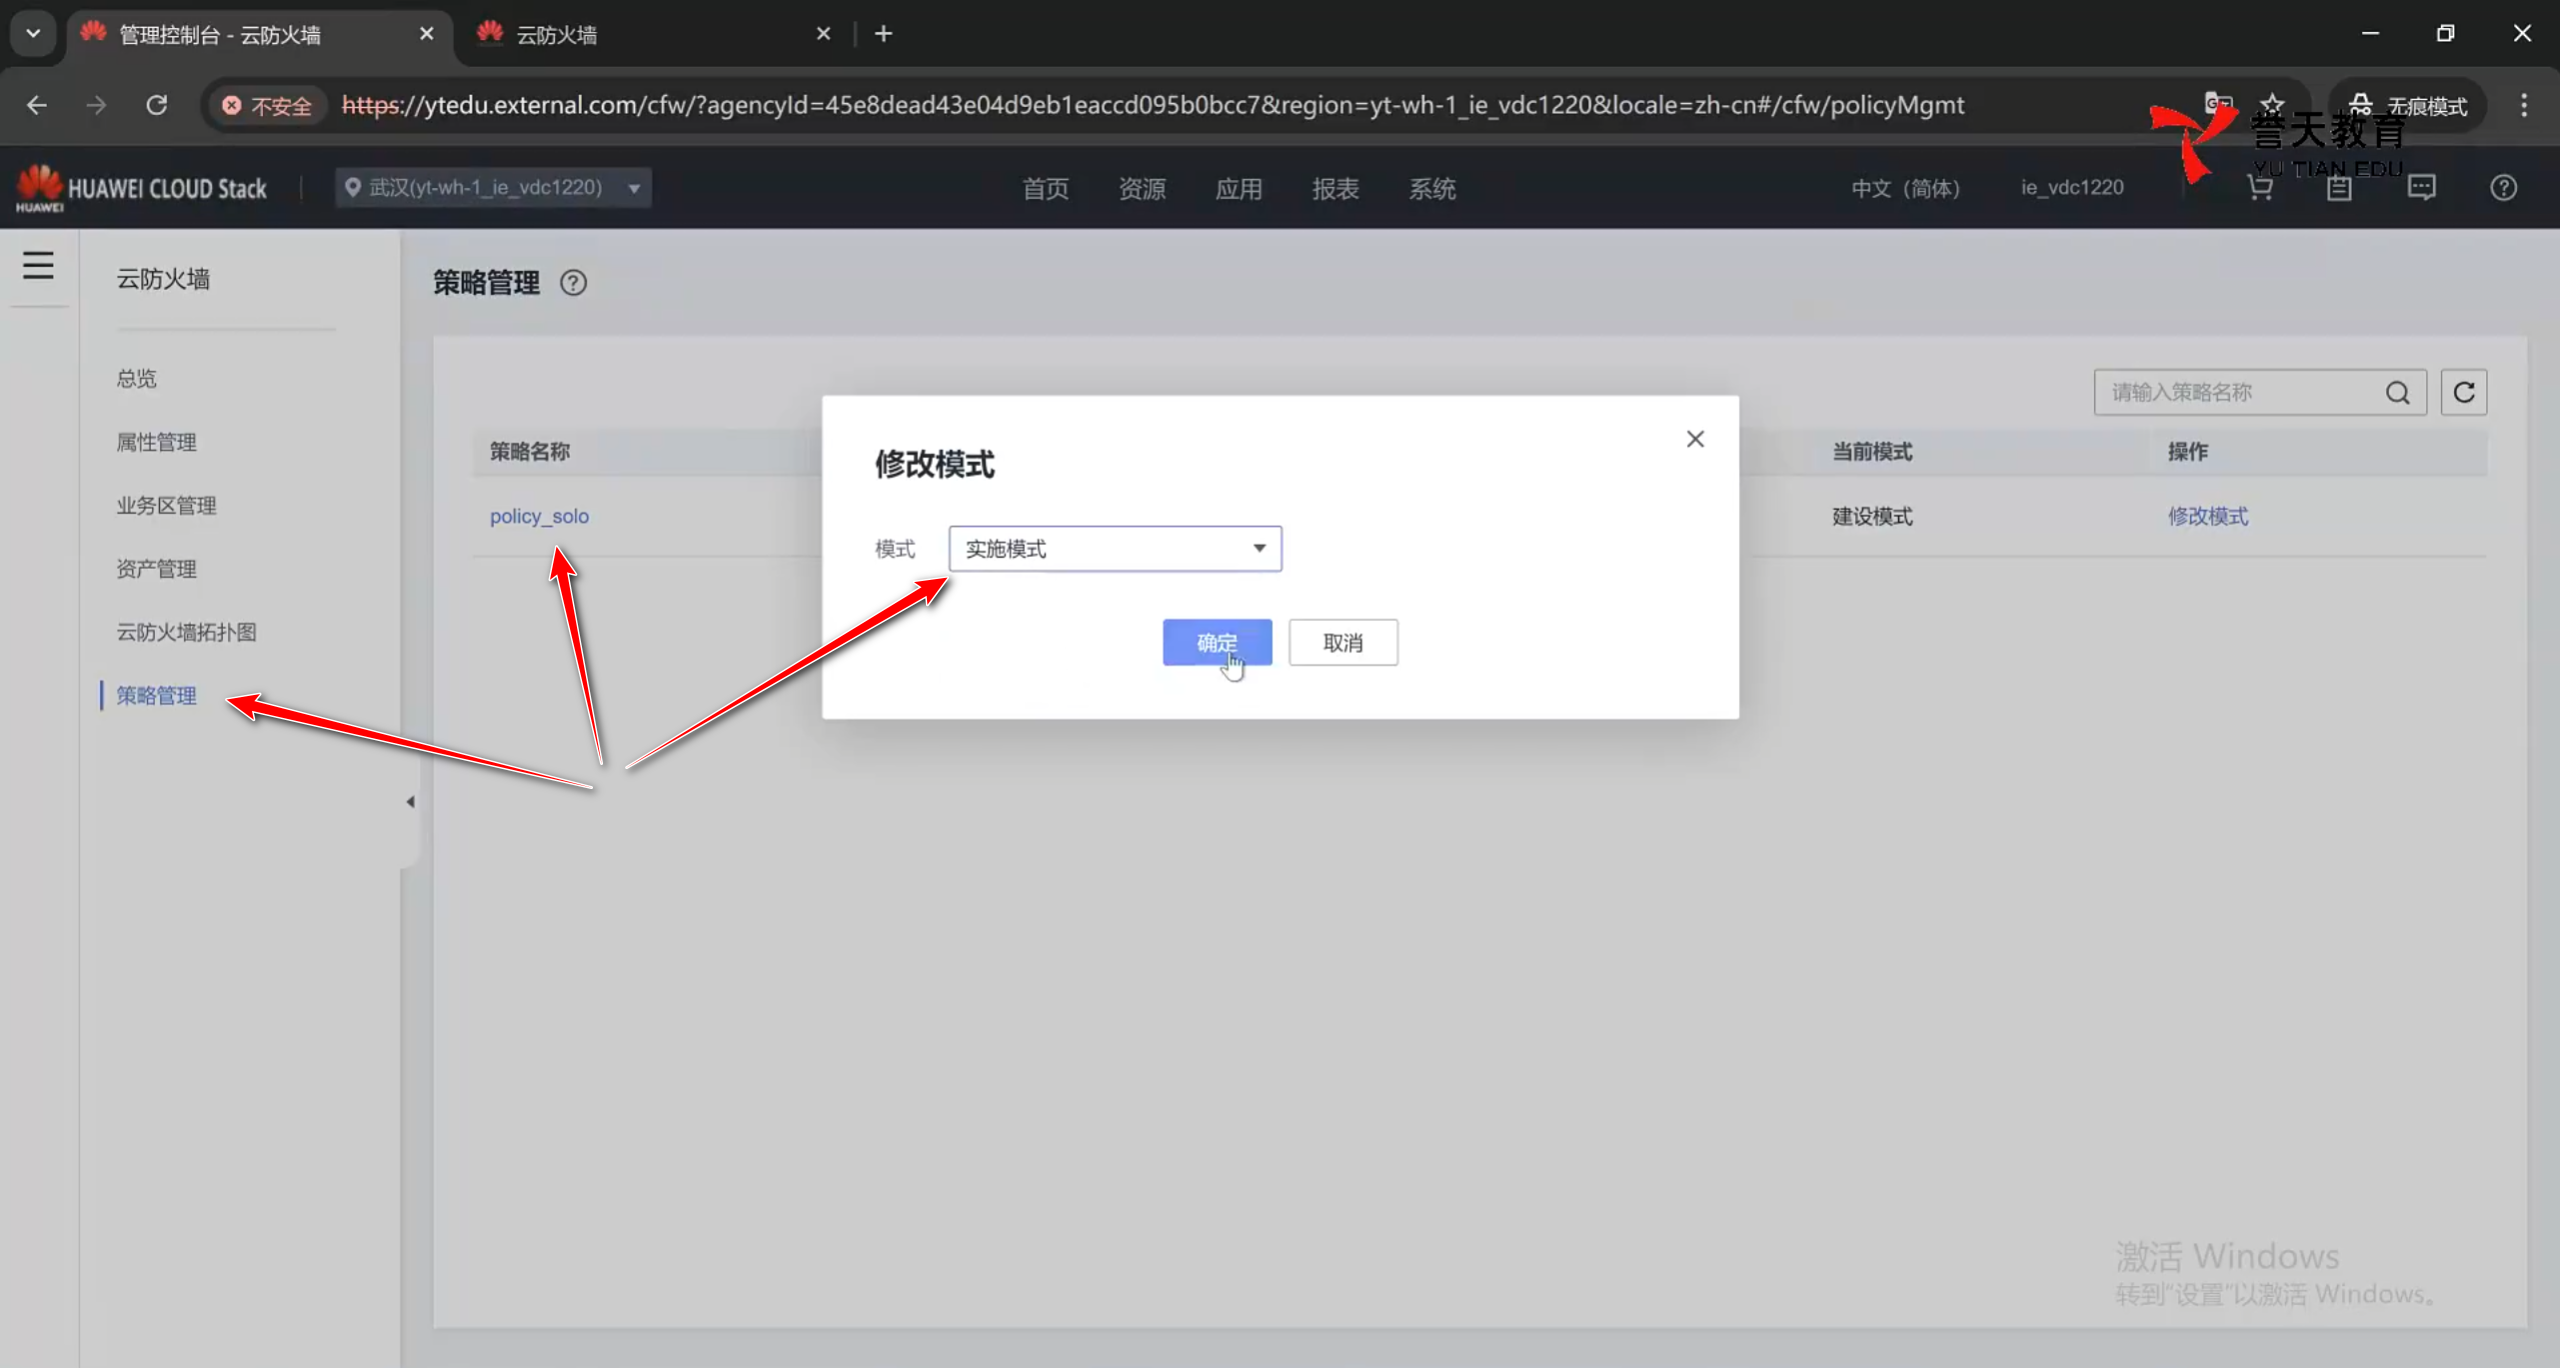 管理控制台 - 云防火墙
云防火墙
不安全
https://ytedu.external.com/cfw/?agencyId=45e8dead43e04d9eb1eaccd095b0bcc7&region=yt-wh-1_ie_vdc1220&locale=zh-cn#/cfw/policyMgmt
无痕模式
誉天教育
YU TIAN EDU
HUAWEI
HUAWEI CLOUD Stack
武汉(yt-wh-1_ie_vdc1220)
首页
资源
应用
报表
系统
中文（简体）
ie_vdc1220
云防火墙
总览
属性管理
业务区管理
资产管理
云防火墙拓扑图
策略管理
策略管理
请输入策略名称
策略名称
当前模式
操作
policy_solo
建设模式
修改模式
修改模式
模式
实施模式
确定
取消
激活 Windows
转到"设置"以激活 Windows。